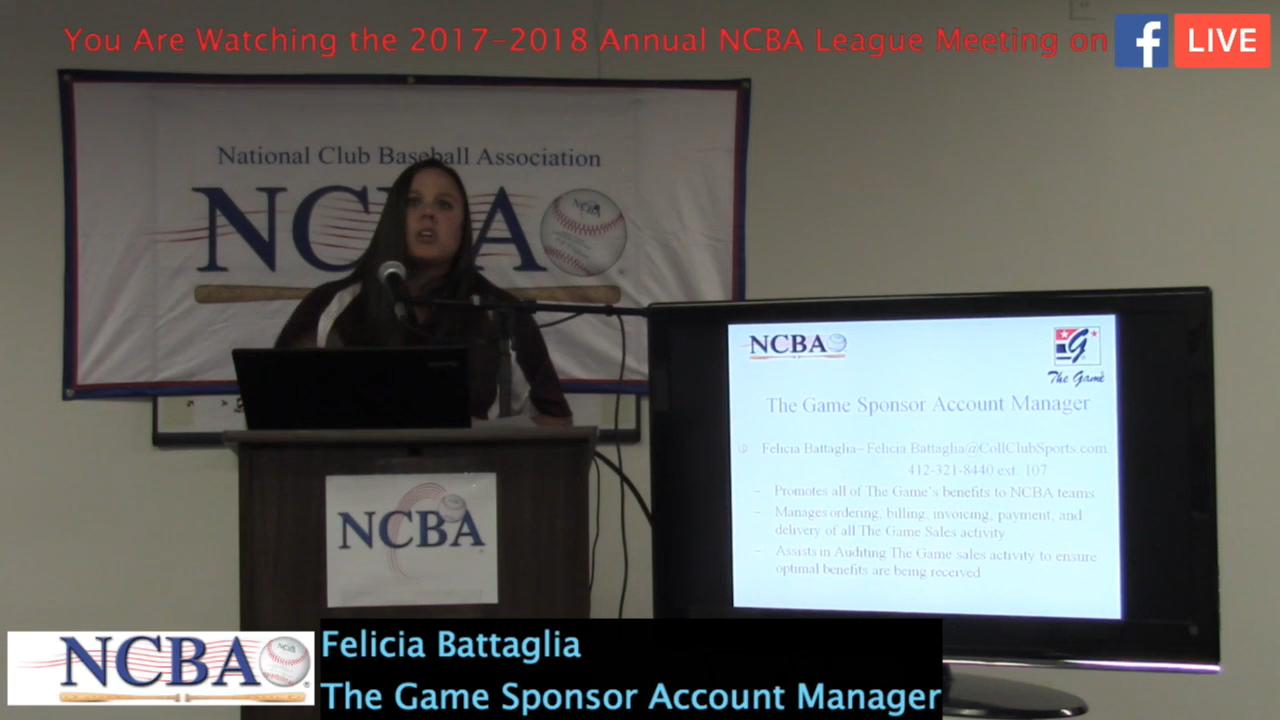 You Are Watching the 2017-2018 Annual NCBA League Meeting on f LIVE
National Club Baseball Association
NCBA
NCBA
NCBA
The Game
The Game Sponsor Account Manager
Felicia Battaglia– Felicia Battaglia@CollClubSports.com
412-321-8440 ext. 107
– Promotes all of The Game's benefits to NCBA teams
– Manages ordering, billing, invoicing, payment, and
delivery of all The Game Sales activity
– Assists in Auditing The Game sales activity to ensure
optimal benefits are being received
NCBA
NCBA
Felicia Battaglia
The Game Sponsor Account Manager